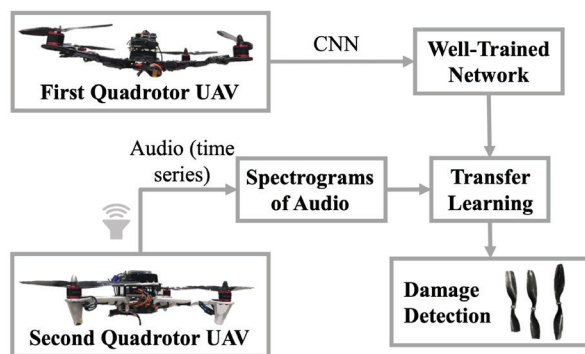 First Quadrotor UAV
CNN
Well-Trained
Network
Audio (time
series)
Spectrograms
of Audio
Transfer
Learning
Second Quadrotor UAV
Damage
Detection